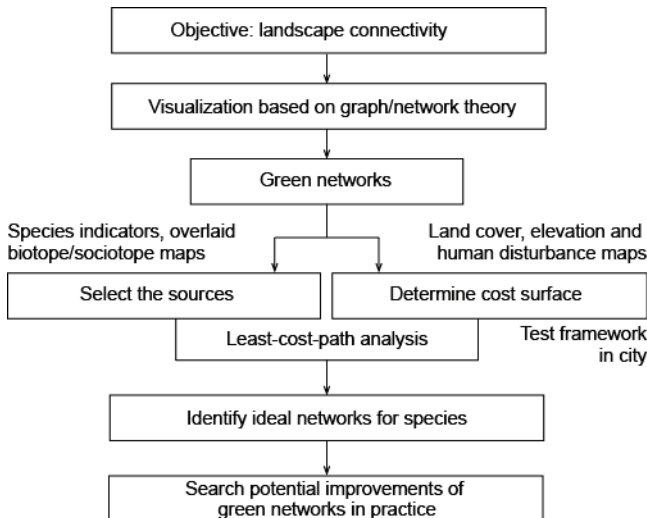 Objective: landscape connectivity
Visualization based on graph/network theory
Green networks
Species indicators, overlaid
biotope/sociotope maps
Land cover, elevation and
human disturbance maps
Select the sources
Determine cost surface
Least-cost-path analysis
Test framework
in city
Identify ideal networks for species
Search potential improvements of
green networks in practice